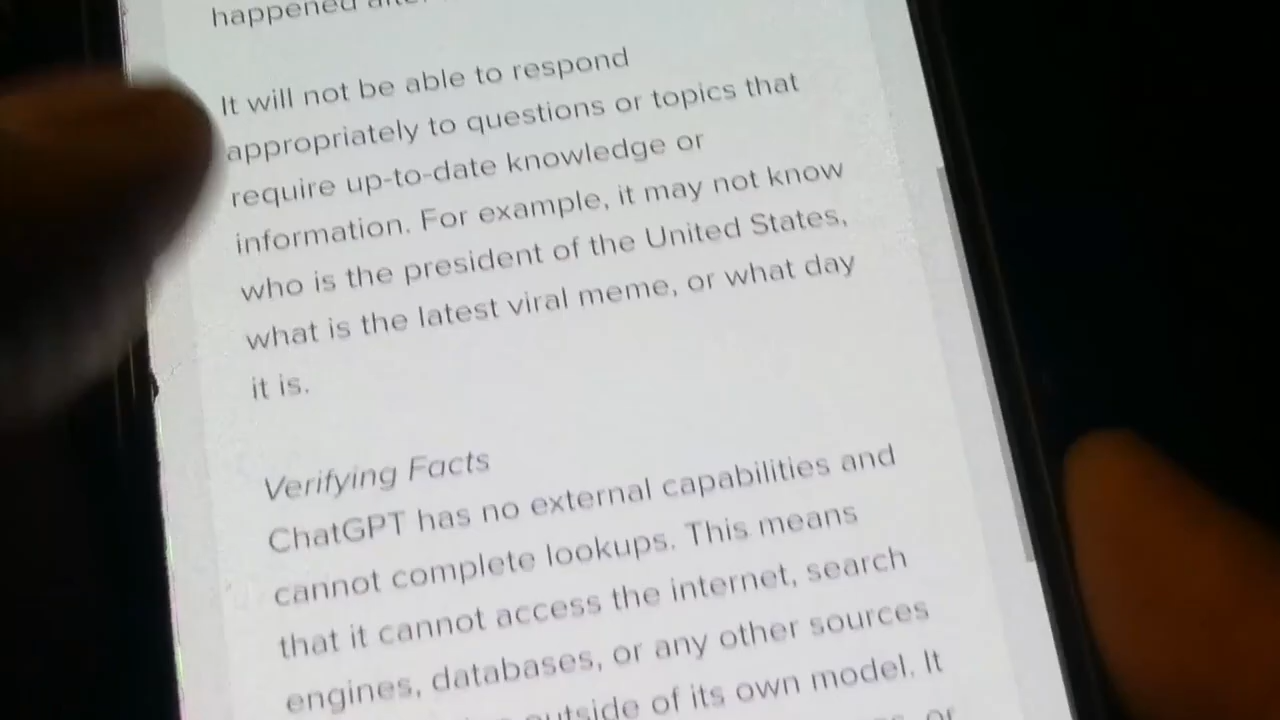 happened
It will not be able to respond
appropriately to questions or topics that
require up-to-date knowledge or
information. For example, it may not know
who is the president of the United States,
what is the latest viral meme, or what day
it is.
Verifying Facts
ChatGPT has no external capabilities and
cannot complete lookups. This means
that it cannot access the internet, search
engines, databases, or any other sources
outside of its own model. It
or